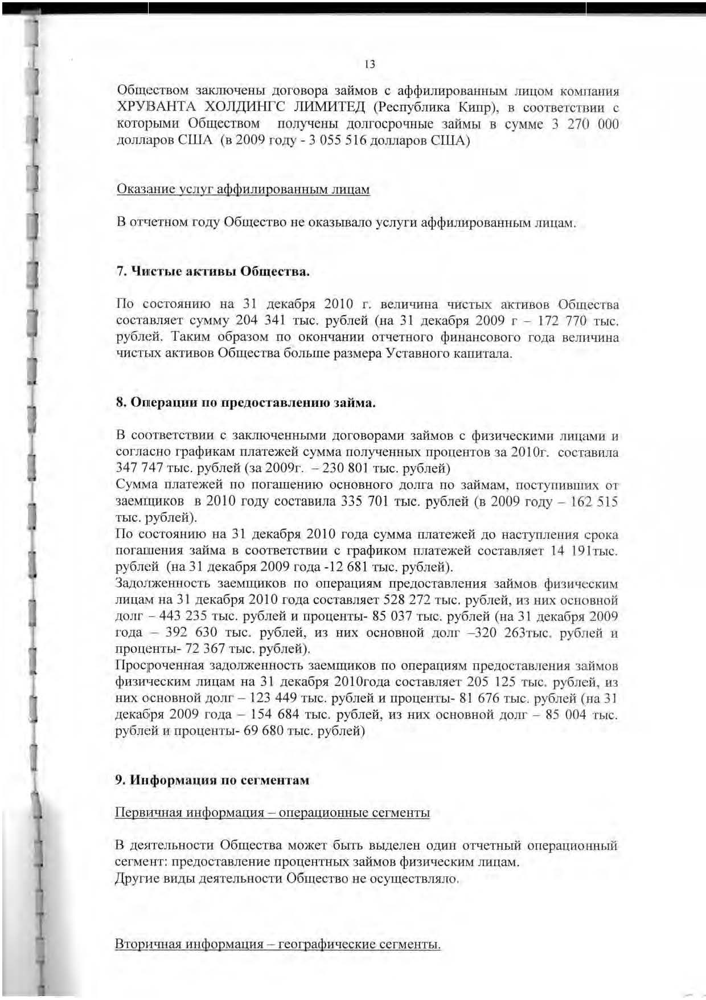 13
Обществом заключены договора займов с аффилированным лицом компания
ХРУВАНТА ХОЛДИНГС ЛИМИТЕД (Республика Кипр), в соответствии с
которыми Обществом получены долгосрочные займы в сумме 3 270 000
долларов США (в 2009 году - 3 055 516 долларов США)
Оказание услуг аффилированным лицам
В отчетном году Общество не оказывало услуги аффилированным лицам.
7. Чистые активы Общества.
По состоянию на 31 декабря 2010 г. величина чистых активов Общества
составляет сумму 204 341 тыс. рублей (на 31 декабря 2009 г – 172 770 тыс.
рублей. Таким образом по окончании отчетного финансового года величина
чистых активов Общества больше размера Уставного капитала.
8. Операции по предоставлению займа.
В соответствии с заключенными договорами займов с физическими лицами и
согласно графикам платежей сумма полученных процентов за 2010г. составила
347 747 тыс. рублей (за 2009г. – 230 801 тыс. рублей)
Сумма платежей по погашению основного долга по займам, поступивших от
заемщиков в 2010 году составила 335 701 тыс. рублей (в 2009 году – 162 515
тыс. рублей).
По состоянию на 31 декабря 2010 года сумма платежей до наступления срока
погашения займа в соответствии с графиком платежей составляет 14 191тыс.
рублей (на 31 декабря 2009 года -12 681 тыс. рублей).
Задолженность заемщиков по операциям предоставления займов физическим
лицам на 31 декабря 2010 года составляет 528 272 тыс. рублей, из них основной
долг – 443 235 тыс. рублей и проценты- 85 037 тыс. рублей (на 31 декабря 2009
года – 392 630 тыс. рублей, из них основной долг –320 263тыс. рублей и
проценты- 72 367 тыс. рублей).
Просроченная задолженность заемщиков по операциям предоставления займов
физическим лицам на 31 декабря 2010года составляет 205 125 тыс. рублей, из
них основной долг – 123 449 тыс. рублей и проценты- 81 676 тыс. рублей (на 31
декабря 2009 года – 154 684 тыс. рублей, из них основной долг – 85 004 тыс.
рублей и проценты- 69 680 тыс. рублей)
9. Информация по сегментам
Первичная информация – операционные сегменты
В деятельности Общества может быть выделен один отчетный операционный
сегмент: предоставление процентных займов физическим лицам.
Другие виды деятельности Общество не осуществляло.
Вторичная информация – географические сегменты.